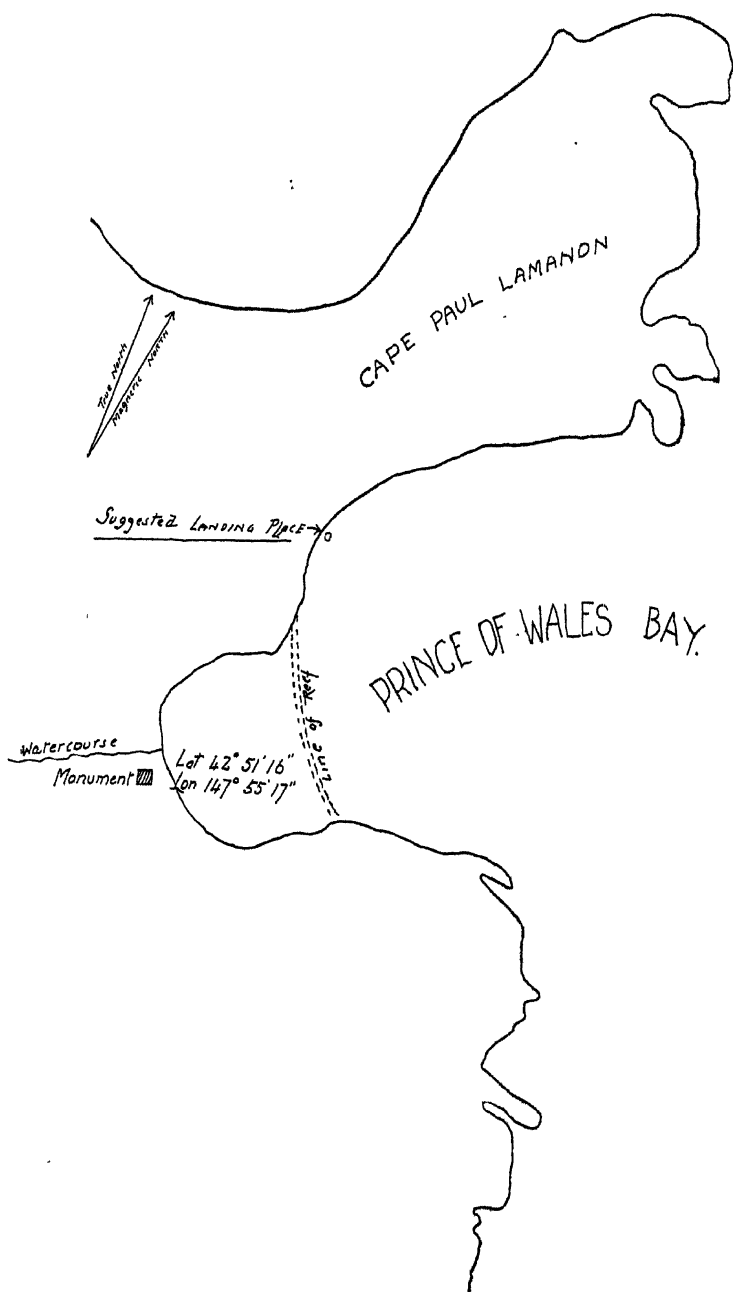 CAPE PAUL LAMANON
True North
Magnetic North
Suggested LANDING PLACE
PRINCE OF WALES BAY.
Line of Reef
Watercourse
Monument
Lat 42° 51' 16"
Lon 147° 55' 17"